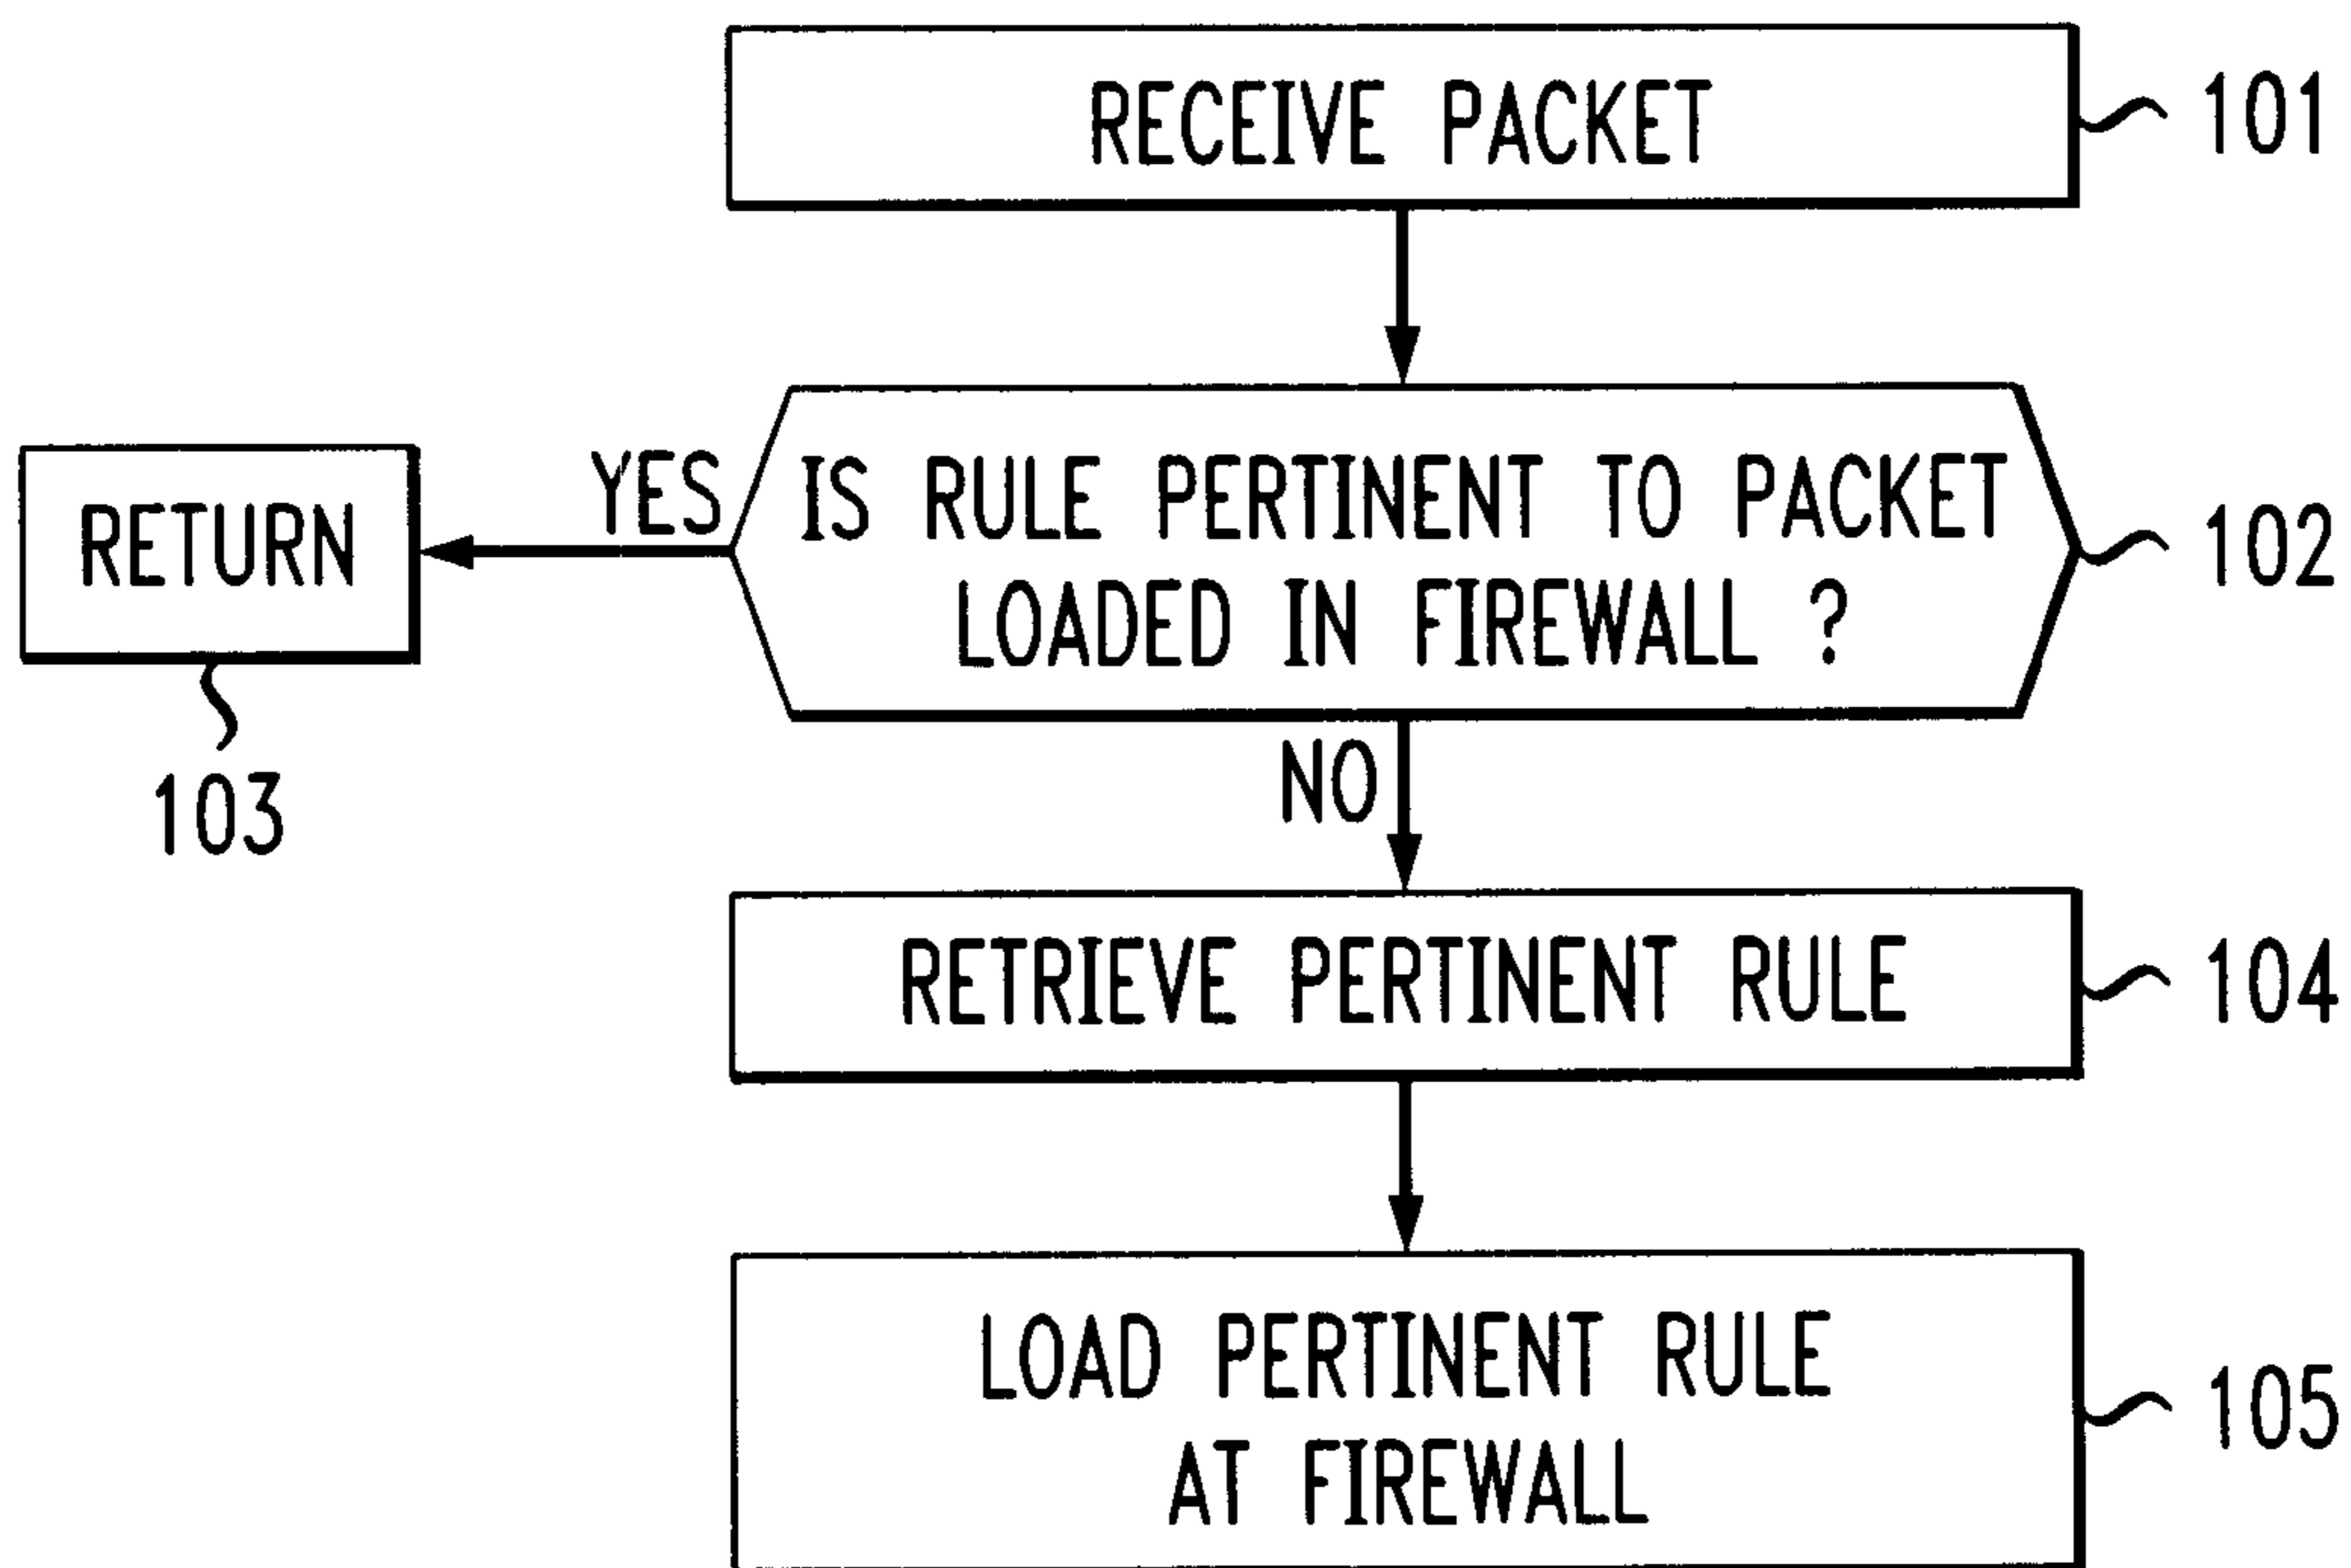 RECEIVE PACKET
101
YES
IS RULE PERTINENT TO PACKET
LOADED IN FIREWALL ?
102
RETURN
103
NO
RETRIEVE PERTINENT RULE
104
LOAD PERTINENT RULE
AT FIREWALL
105